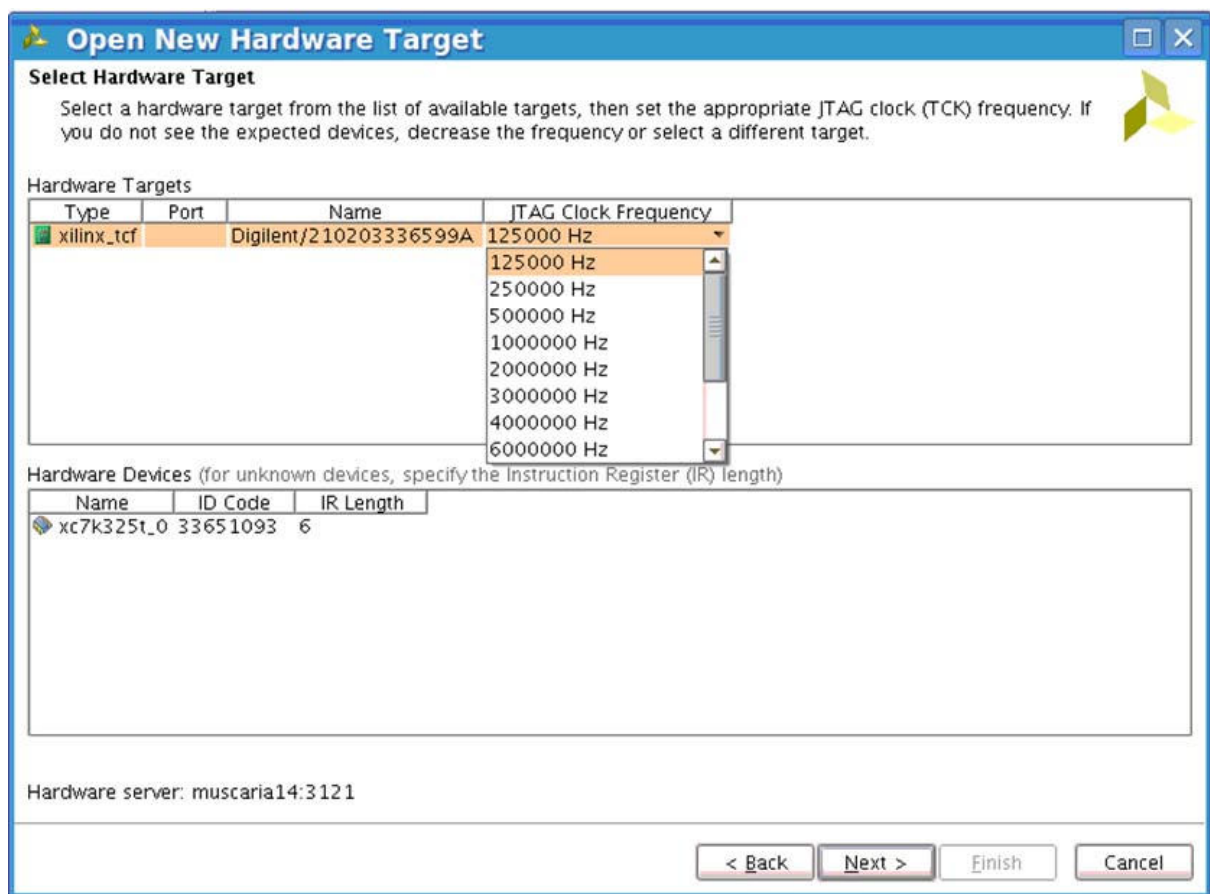 Open New Hardware Target
Select Hardware Target
Select a hardware target from the list of available targets, then set the appropriate JTAG clock (TCK) frequency. If
you do not see the expected devices, decrease the frequency or select a different target.
Hardware Targets
Type Port Name JTAG Clock Frequency
xilinx_tcf Digilent/210203336599A 125000 Hz
125000 Hz
250000 Hz
500000 Hz
1000000 Hz
2000000 Hz
3000000 Hz
4000000 Hz
6000000 Hz
Hardware Devices (for unknown devices, specify the Instruction Register (IR) length)
Name ID Code IR Length
xc7k325t_0 33651093 6
Hardware server: muscaria14:3121
< Back Next > Finish Cancel